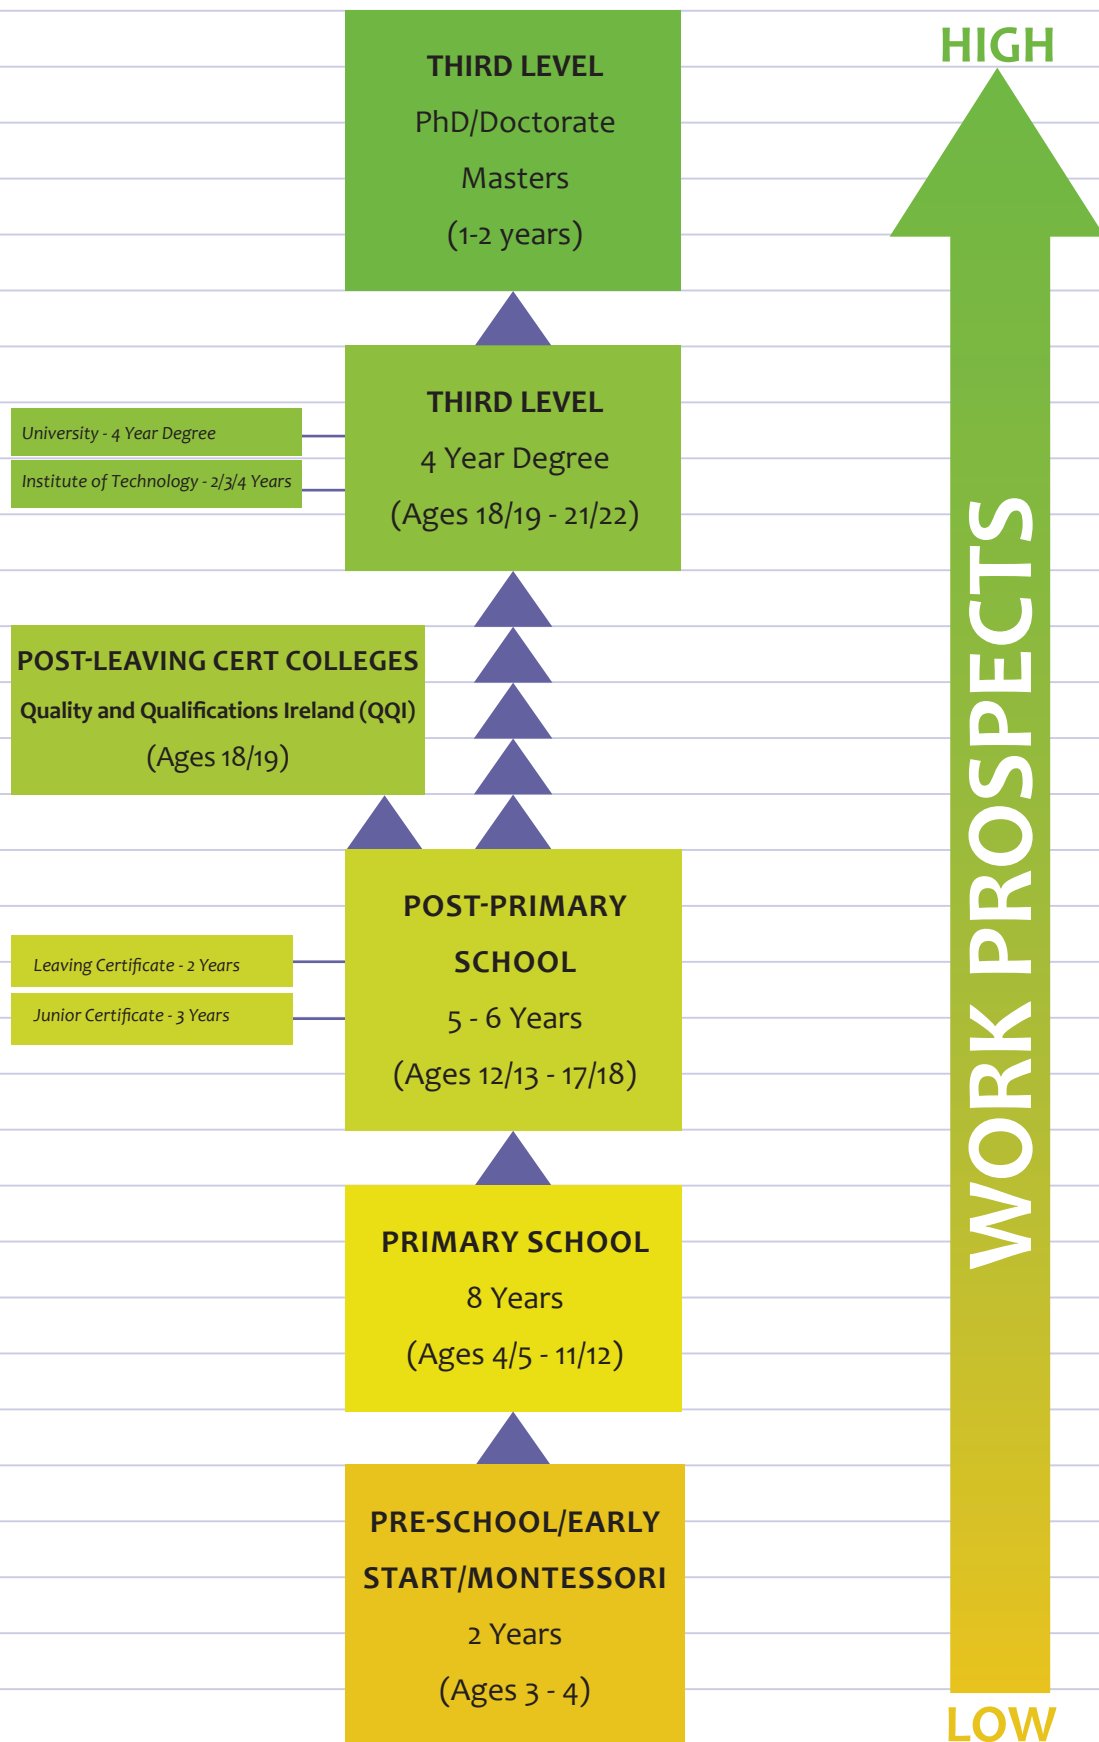 HIGH
THIRD LEVEL
PhD/Doctorate
Masters
(1-2 years)
THIRD LEVEL
4 Year Degree
(Ages 18/19 - 21/22)
University - 4 Year Degree
Institute of Technology - 2/3/4 Years
POST-LEAVING CERT COLLEGES
Quality and Qualifications Ireland (QQI)
(Ages 18/19)
POST-PRIMARY
SCHOOL
5 - 6 Years
(Ages 12/13 - 17/18)
Leaving Certificate - 2 Years
Junior Certificate - 3 Years
PRIMARY SCHOOL
8 Years
(Ages 4/5 - 11/12)
PRE-SCHOOL/EARLY
START/MONTESSORI
2 Years
(Ages 3 - 4)
WORK PROSPECTS
LOW